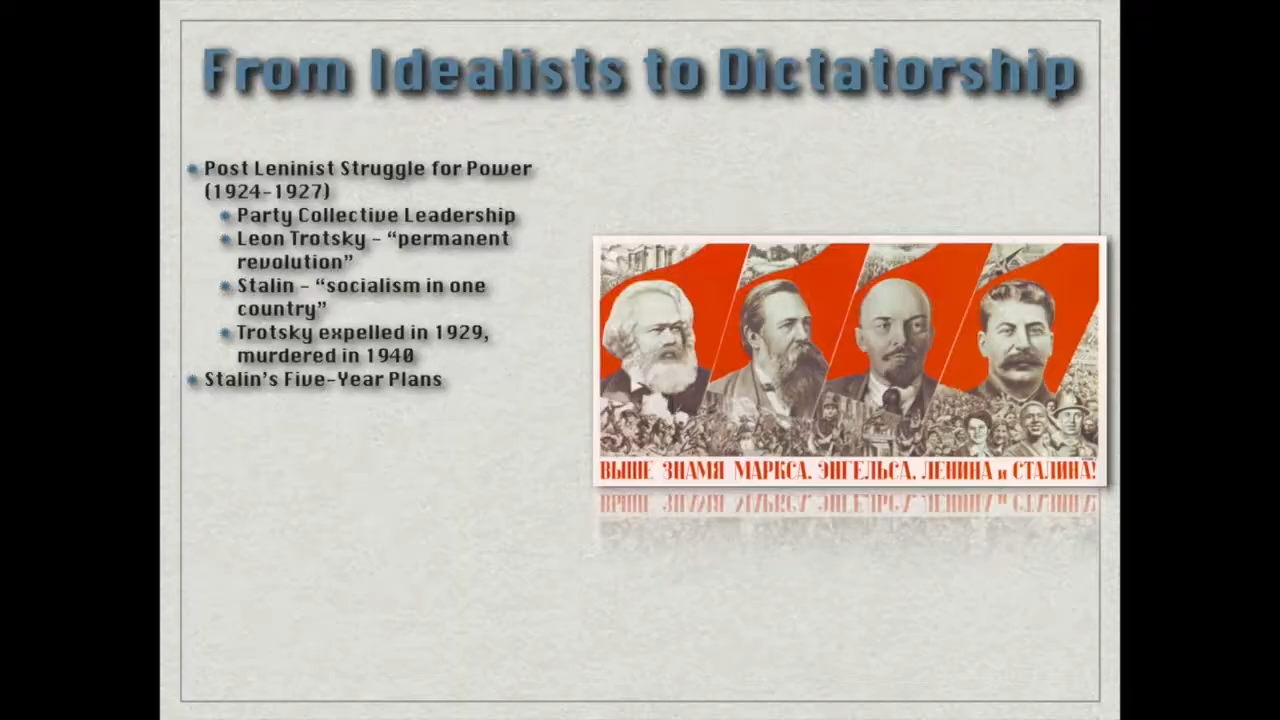 From Idealists to Dictatorship
Post Leninist Struggle for Power
(1924-1927)
Party Collective Leadership
Leon Trotsky - “permanent
revolution”
Stalin - “socialism in one
country”
Trotsky expelled in 1929,
murdered in 1940
Stalin’s Five-Year Plans
ВЫШЕ ЗНАМЯ МАРКСА, ЭНГЕЛЬСА, ЛЕНИНА и СТАЛИНА!